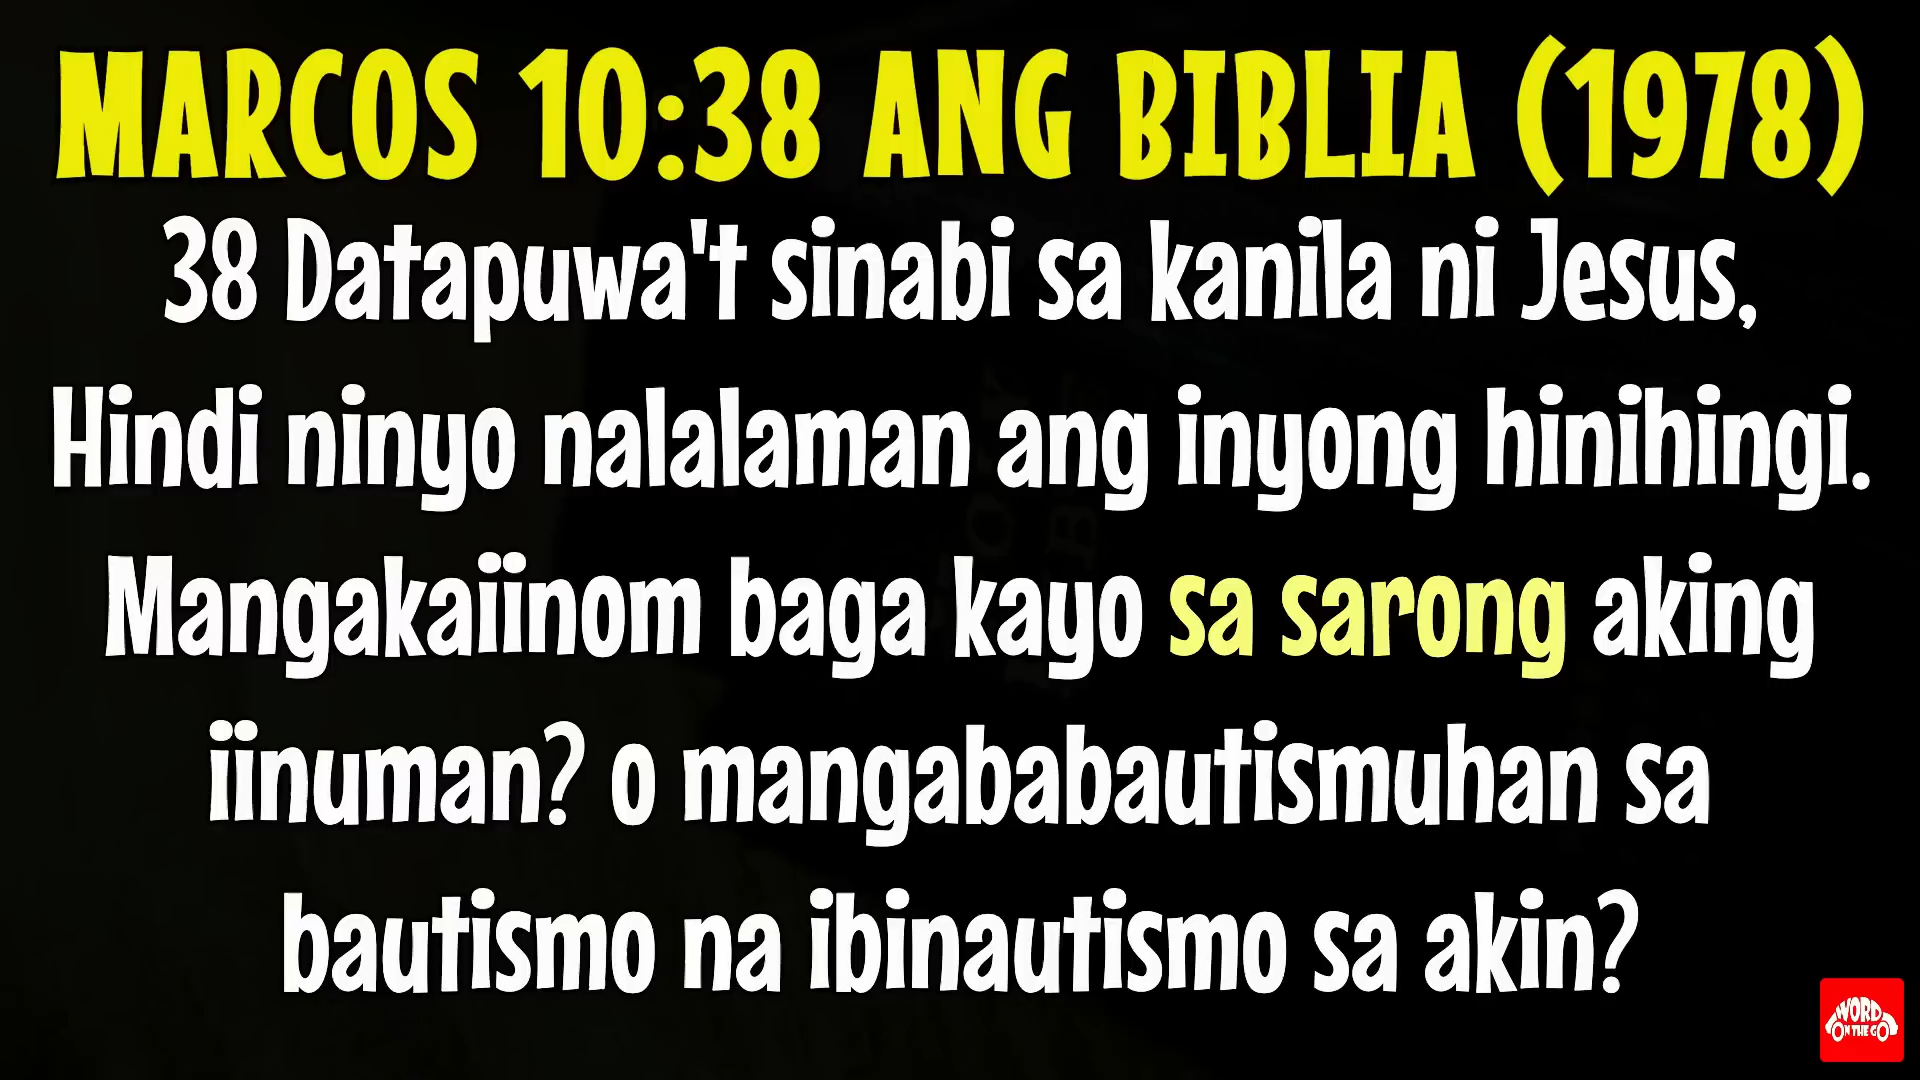 MARCOS 10:38 ANG BIBLIA (1978)
38 Datapuwa't sinabi sa kanila ni Jesus,
Hindi ninyo nalalaman ang inyong hinihingi.
Mangakaiinom baga kayo sa sarong aking
iinuman? o mangababautismuhan sa
bautismo na ibinautismo sa akin?
WORD
ON THE GO